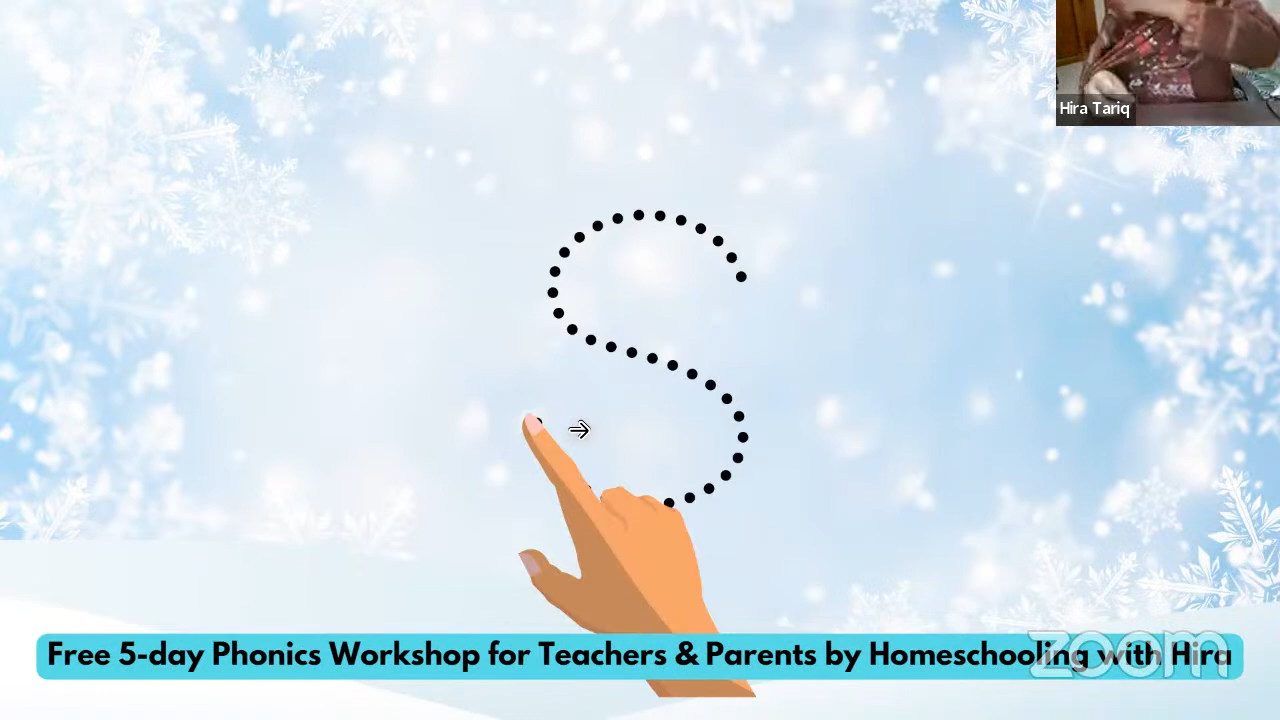 Hira Tariq
S
Free 5-day Phonics Workshop for Teachers & Parents by Homeschooling with Hira
zoom